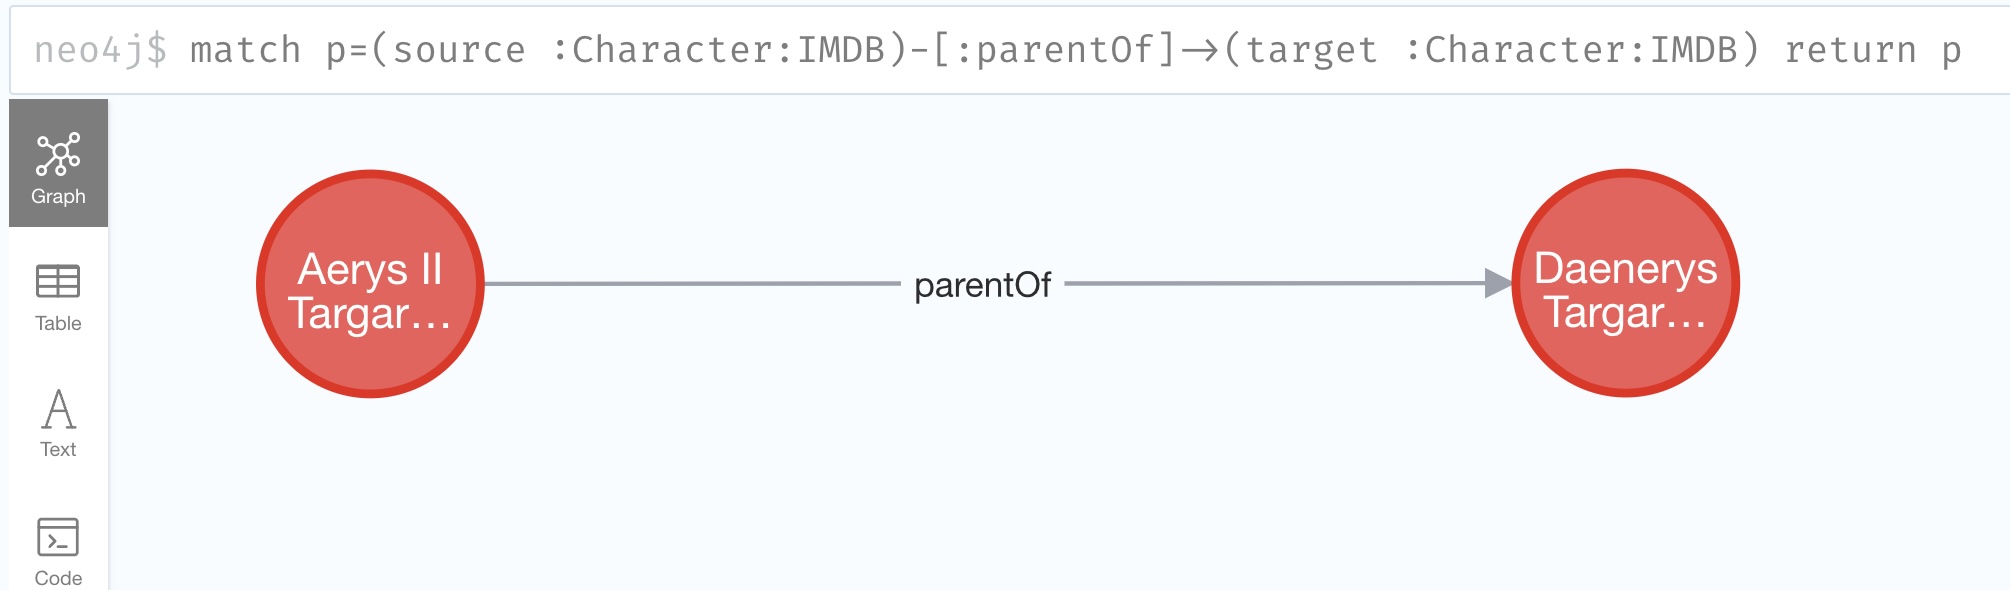 neo4j$ match p=(source :Character:IMDB)-[:parentOf]->(target :Character:IMDB) return p
Graph
Table
Text
Code
Aerys II
Targar…
parentOf
Daenerys
Targar…